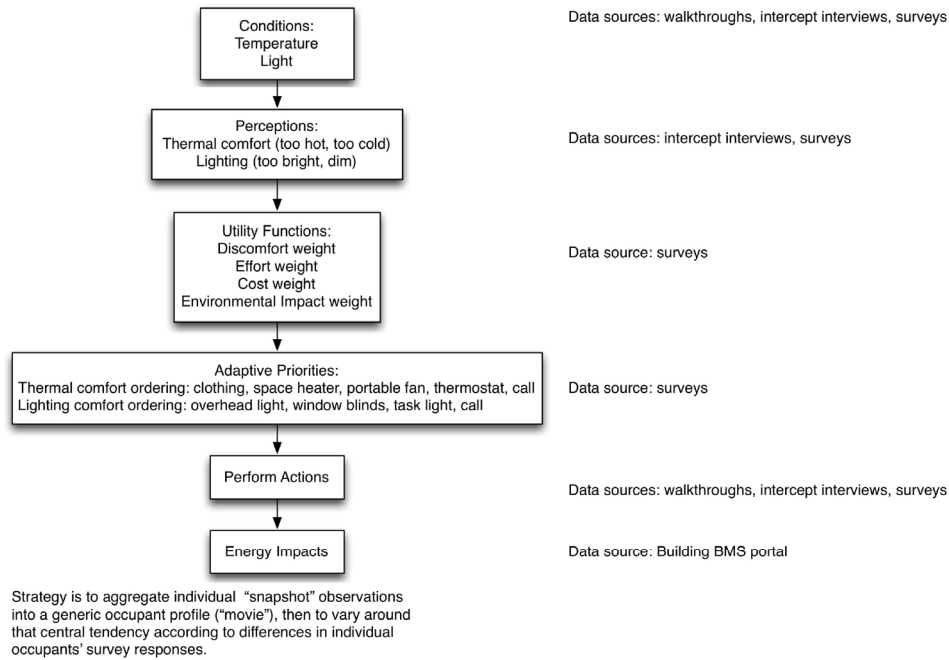 Conditions:
Temperature
Light
Data sources: walkthroughs, intercept interviews, surveys
Perceptions:
Thermal comfort (too hot, too cold)
Lighting (too bright, dim)
Data sources: intercept interviews, surveys
Utility Functions:
Discomfort weight
Effort weight
Cost weight
Environmental Impact weight
Data source: surveys
Adaptive Priorities:
Thermal comfort ordering: clothing, space heater, portable fan, thermostat, call
Lighting comfort ordering: overhead light, window blinds, task light, call
Data source: surveys
Perform Actions
Data sources: walkthroughs, intercept interviews, surveys
Energy Impacts
Data source: Building BMS portal
Strategy is to aggregate individual “snapshot” observations
into a generic occupant profile (“movie”), then to vary around
that central tendency according to differences in individual
occupants’ survey responses.